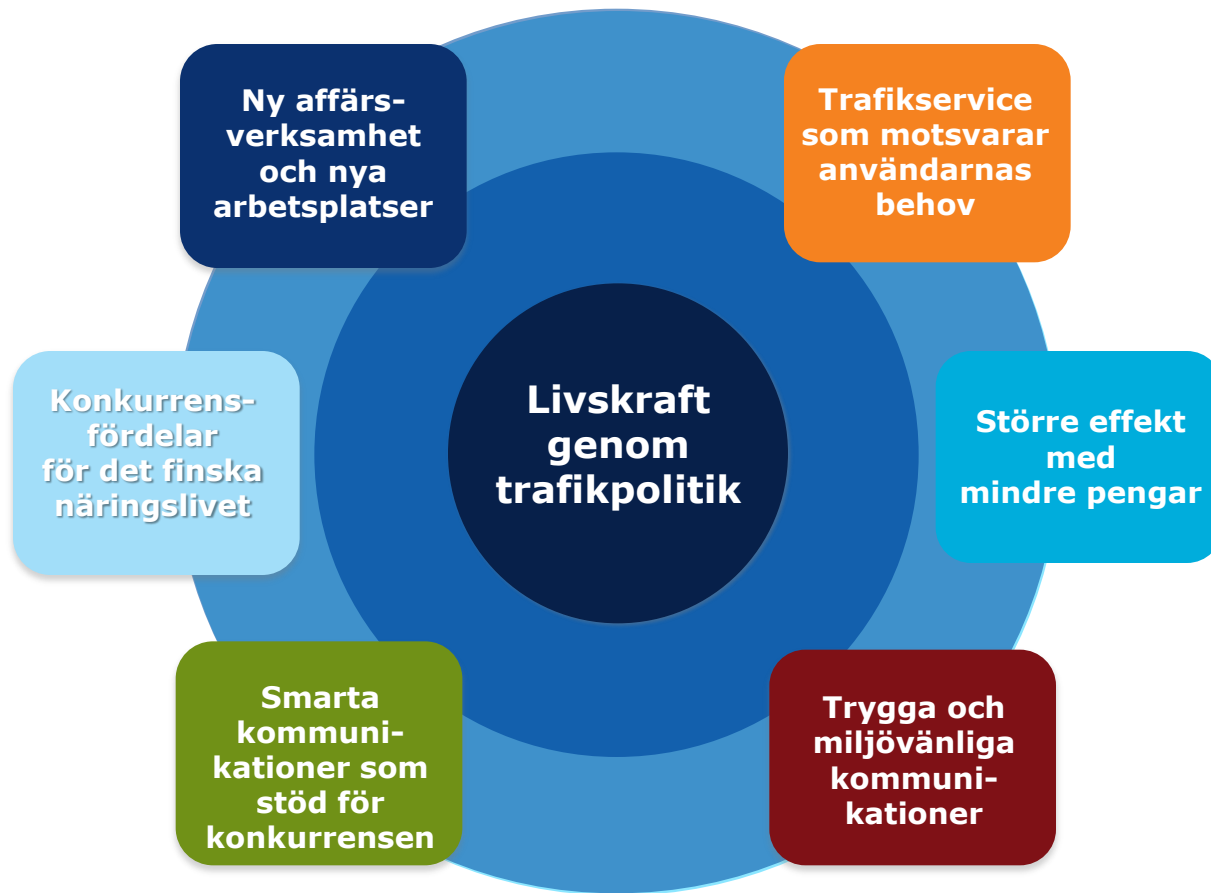 Ny affärs-
verksamhet
och nya
arbetsplatser
Trafikservice
som motsvarar
användarnas
behov
Konkurrens-
fördelar
för det finska
näringslivet
Livskraft
genom
trafikpolitik
Större effekt
med
mindre pengar
Smarta
kommuni-
kationer som
stöd för
konkurrensen
Trygga och
miljövänliga
kommuni-
kationer